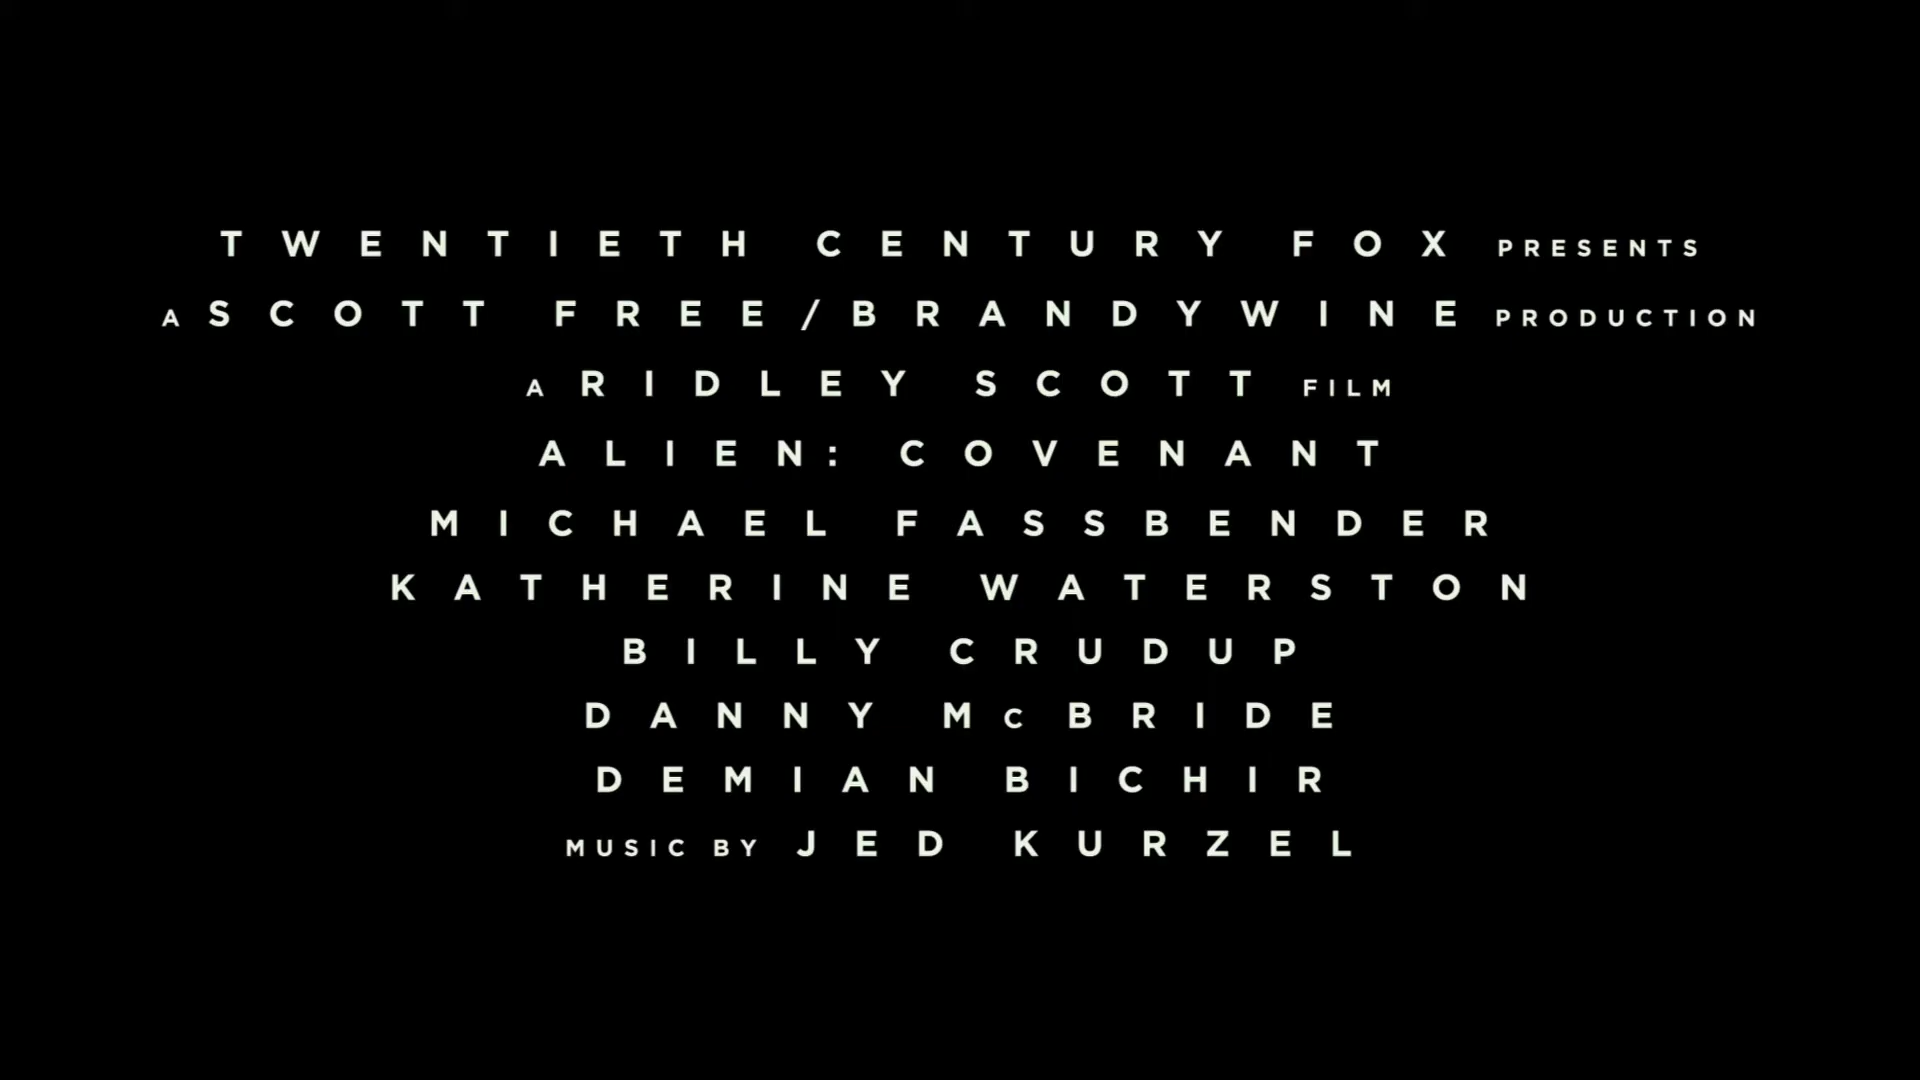 TWENTIETH CENTURY FOX PRESENTS
A SCOTT FREE/BRANDYWINE PRODUCTION
A RIDLEY SCOTT FILM
ALIEN: COVENANT
MICHAEL FASSBENDER
KATHERINE WATERSTON
BILLY CRUDUP
DANNY McBRIDE
DEMIAN BICHIR
MUSIC BY JED KURZEL